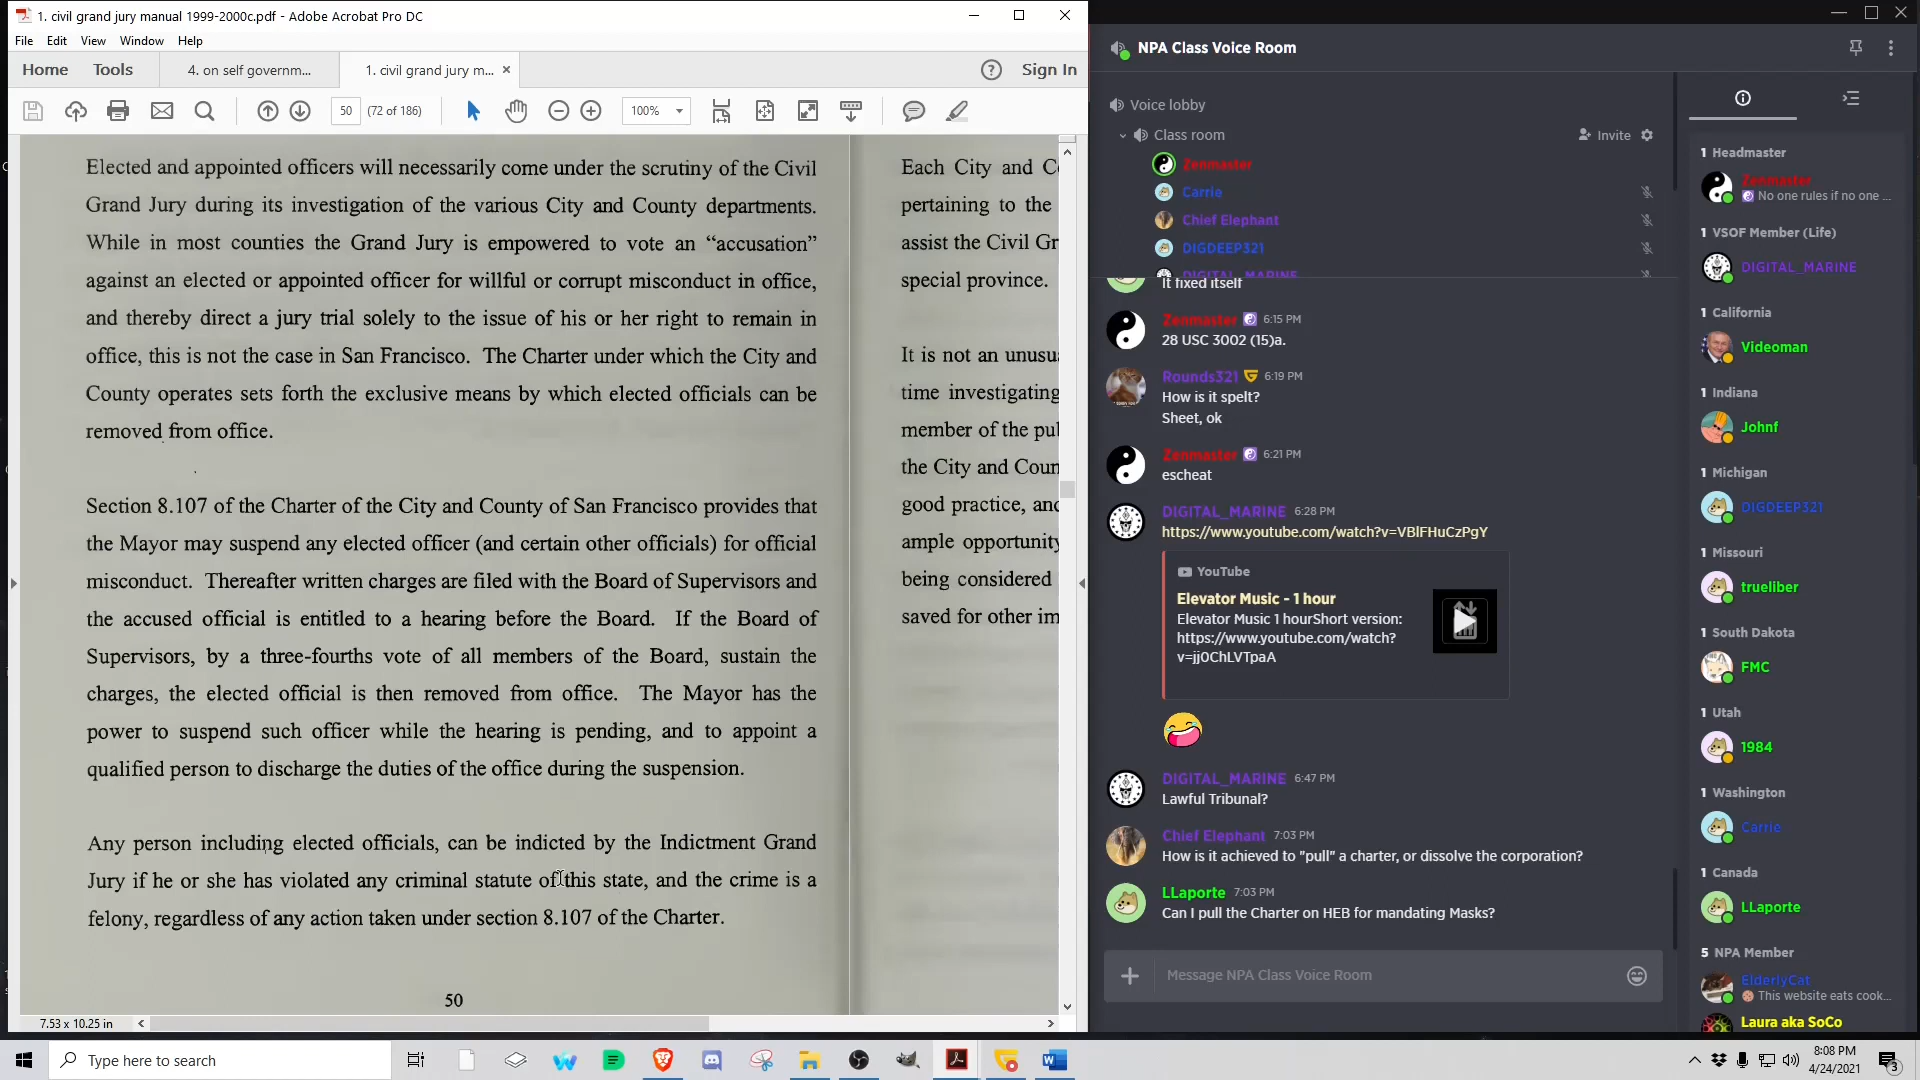 1. civil grand jury manual 1999-2000c.pdf - Adobe Acrobat Pro DC
File Edit View Window Help
Home Tools 4. on self governm... 1. civil grand jury m... × Sign In
50 (72 of 186) 100%
Elected and appointed officers will necessarily come under the scrutiny of the Civil
Grand Jury during its investigation of the various City and County departments.
While in most counties the Grand Jury is empowered to vote an “accusation”
against an elected or appointed officer for willful or corrupt misconduct in office,
and thereby direct a jury trial solely to the issue of his or her right to remain in
office, this is not the case in San Francisco. The Charter under which the City and
County operates sets forth the exclusive means by which elected officials can be
removed from office.
Section 8.107 of the Charter of the City and County of San Francisco provides that
the Mayor may suspend any elected officer (and certain other officials) for official
misconduct. Thereafter written charges are filed with the Board of Supervisors and
the accused official is entitled to a hearing before the Board. If the Board of
Supervisors, by a three-fourths vote of all members of the Board, sustain the
charges, the elected official is then removed from office. The Mayor has the
power to suspend such officer while the hearing is pending, and to appoint a
qualified person to discharge the duties of the office during the suspension.
Any person including elected officials, can be indicted by the Indictment Grand
Jury if he or she has violated any criminal statute of this state, and the crime is a
felony, regardless of any action taken under section 8.107 of the Charter.
50
Each City and
pertaining to the
assist the Civil
special province.
It is not an
time investigating
member of the
the City and
good practice,
ample opportunity
being considered
saved for other
7.53 x 10.25 in
NPA Class Voice Room
Voice lobby
Class room Invite
Zenmaster
Carrie
Chief Elephant
DIGDEEP321
DIGITAL_MARINE
It fixed itself
Zenmaster 6:15 PM
28 USC 3002 (15)a.
Rounds321 6:19 PM
How is it spelt?
Sheet, ok
Zenmaster 6:21 PM
escheat
DIGITAL_MARINE 6:28 PM
https://www.youtube.com/watch?v=VBlFHuCzPgY
YouTube
Elevator Music - 1 hour
Elevator Music 1 hourShort version:
https://www.youtube.com/watch?
v=jj0ChLVTpaA
DIGITAL_MARINE 6:47 PM
Lawful Tribunal?
Chief Elephant 7:03 PM
How is it achieved to "pull" a charter, or dissolve the corporation?
LLaporte 7:03 PM
Can I pull the Charter on HEB for mandating Masks?
Message NPA Class Voice Room
1 Headmaster
Zenmaster
No one rules if no one ...
1 VSOF Member (Life)
DIGITAL_MARINE
1 California
Videoman
1 Indiana
Johnf
1 Michigan
DIGDEEP321
1 Missouri
trueliber
1 South Dakota
FMC
1 Utah
1984
1 Washington
Carrie
1 Canada
LLaporte
5 NPA Member
ElderlyCat
This website eats cook...
Laura aka SoCo
Type here to search
8:08 PM
4/24/2021
3